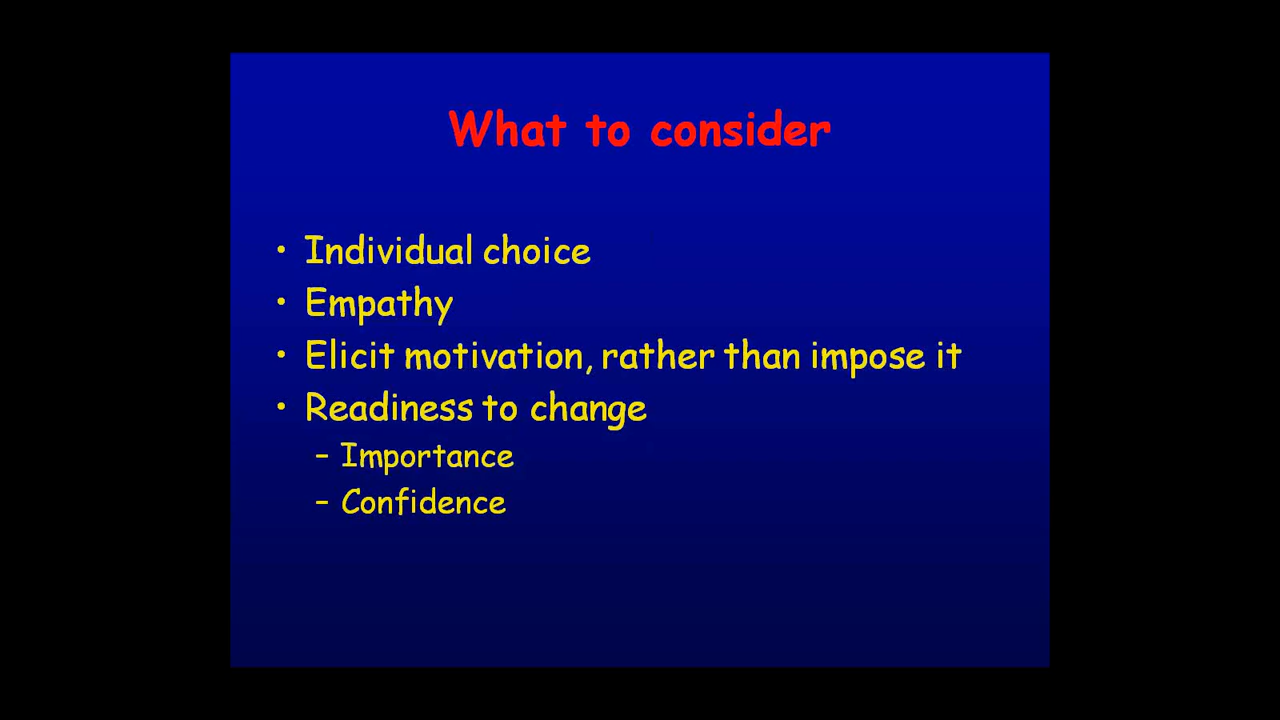 What to consider
• Individual choice
• Empathy
• Elicit motivation, rather than impose it
• Readiness to change
– Importance
– Confidence